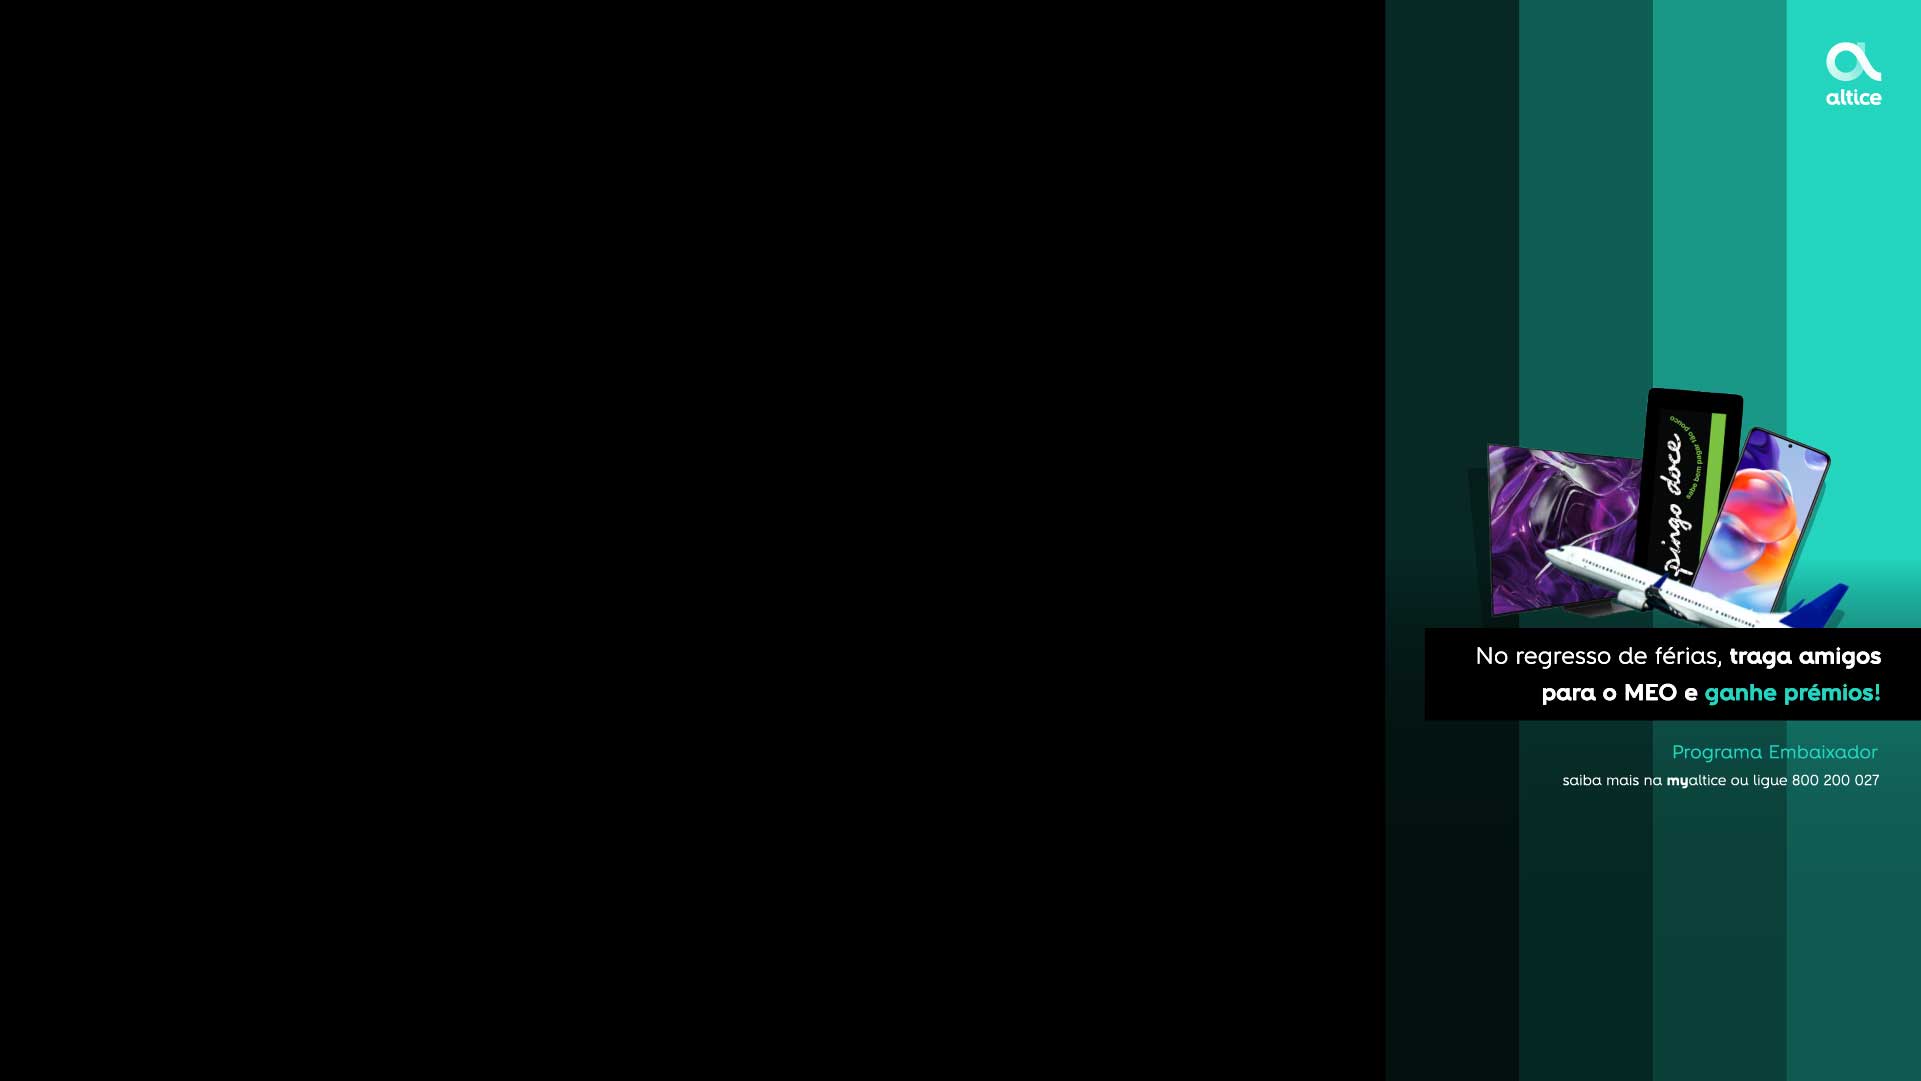 altice
pingo doce
sabe bem pagar tão pouco
No regresso de férias, traga amigos
para o MEO e ganhe prémios!
Programa Embaixador
saiba mais na myaltice ou ligue 800 200 027